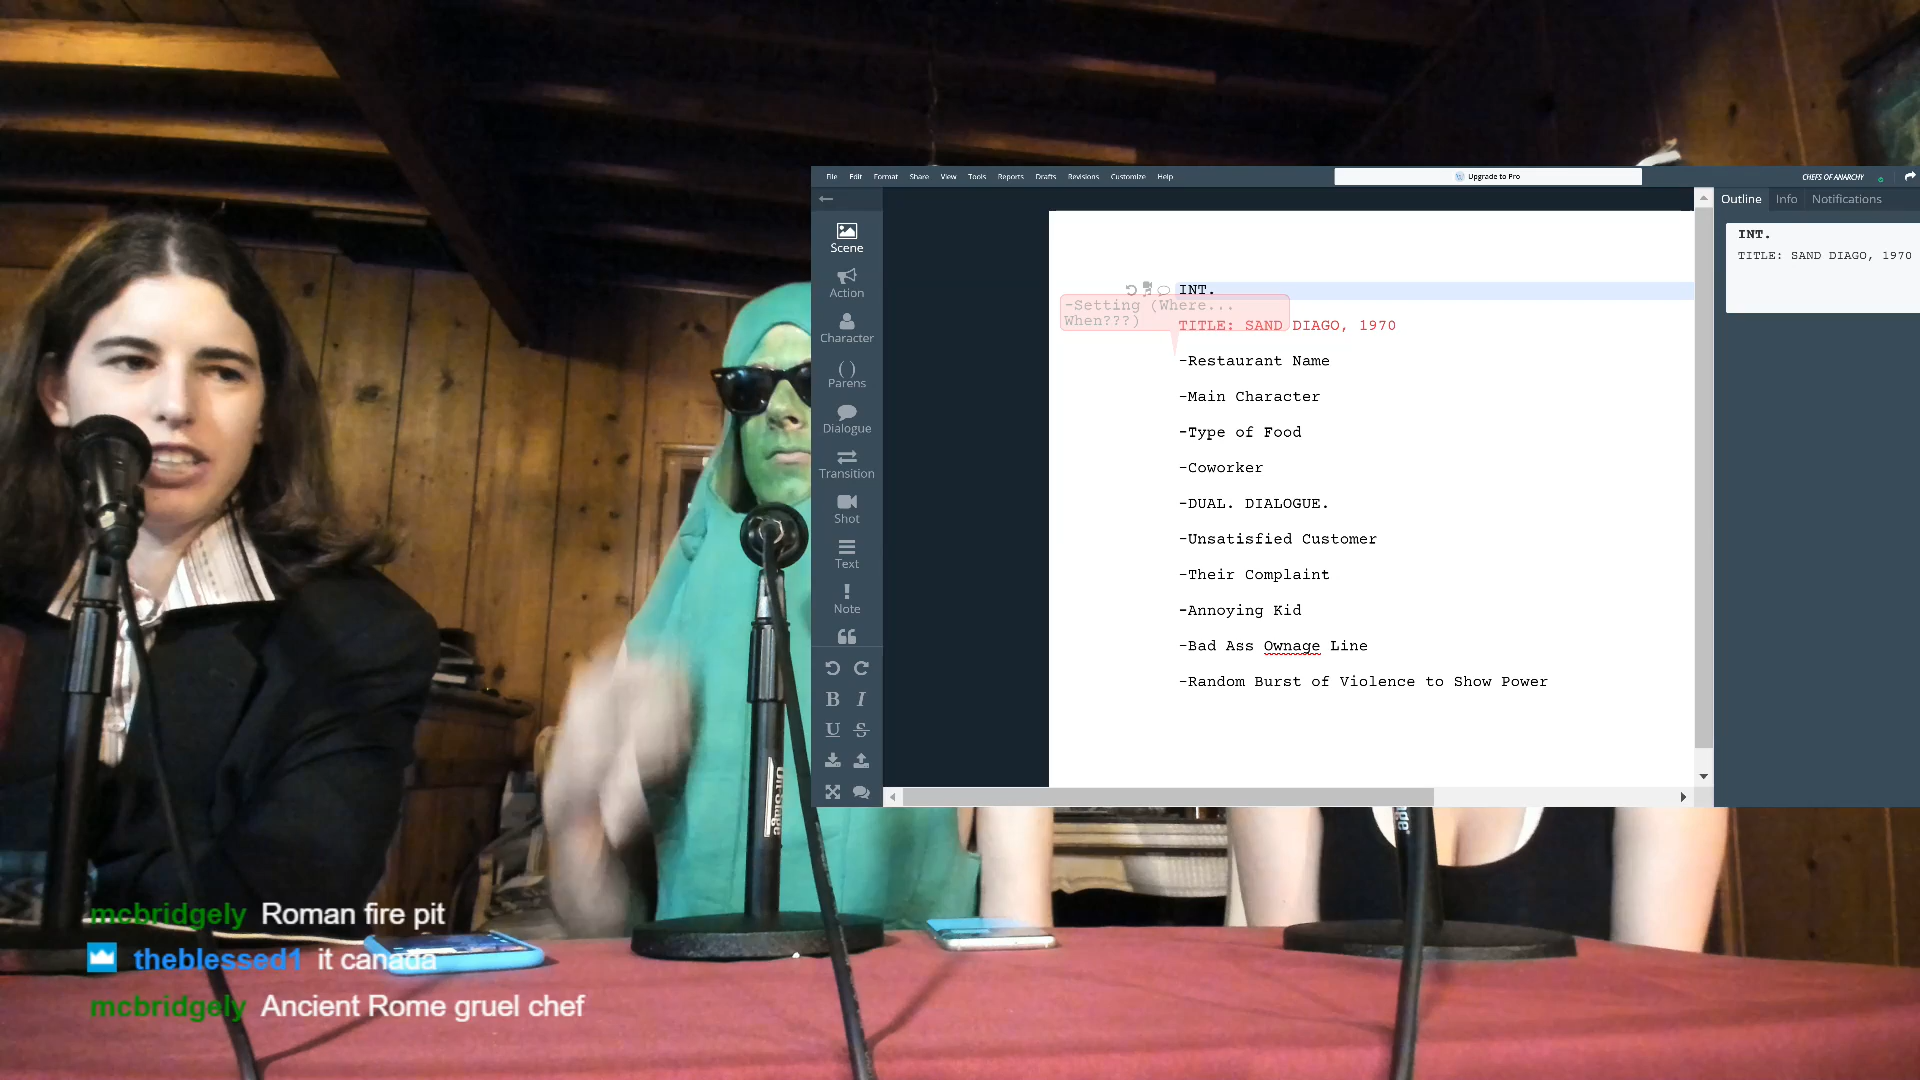 File Edit Format Share View Tools Reports Drafts Revisions Customize Help
Upgrade to Pro
CHEFS OF ANARCHY
Outline Info Notifications
Scene
Action
Character
Parens
Dialogue
Transition
Shot
Text
Note
B I
U S
INT.
-Setting (Where...
When???)
TITLE: SAND DIAGO, 1970
-Restaurant Name
-Main Character
-Type of Food
-Coworker
-DUAL. DIALOGUE.
-Unsatisfied Customer
-Their Complaint
-Annoying Kid
-Bad Ass Ownage Line
-Random Burst of Violence to Show Power
INT.
TITLE: SAND DIAGO, 1970
On-Stage
mcbridgely Roman fire pit
theblessed1 it canada
mcbridgely Ancient Rome gruel chef